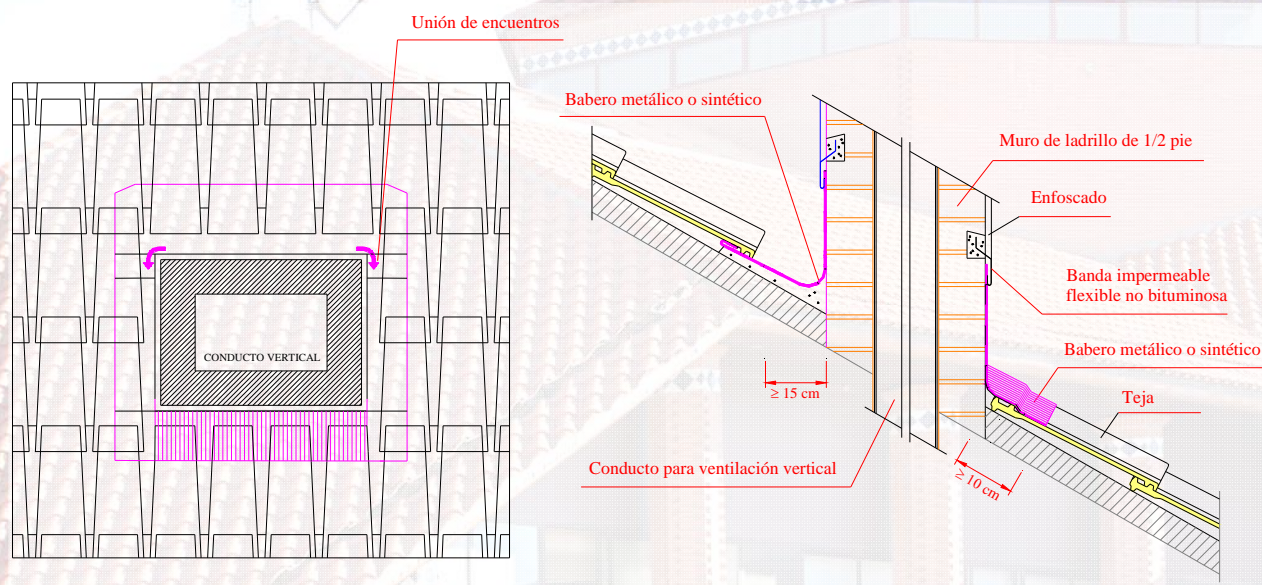 Unión de encuentros
CONDUCTO VERTICAL
Babero metálico o sintético
Muro de ladrillo de 1/2 pie
Enfoscado
Banda impermeable
flexible no bituminosa
Babero metálico o sintético
Teja
≥ 15 cm
Conducto para ventilación vertical
≥ 10 cm